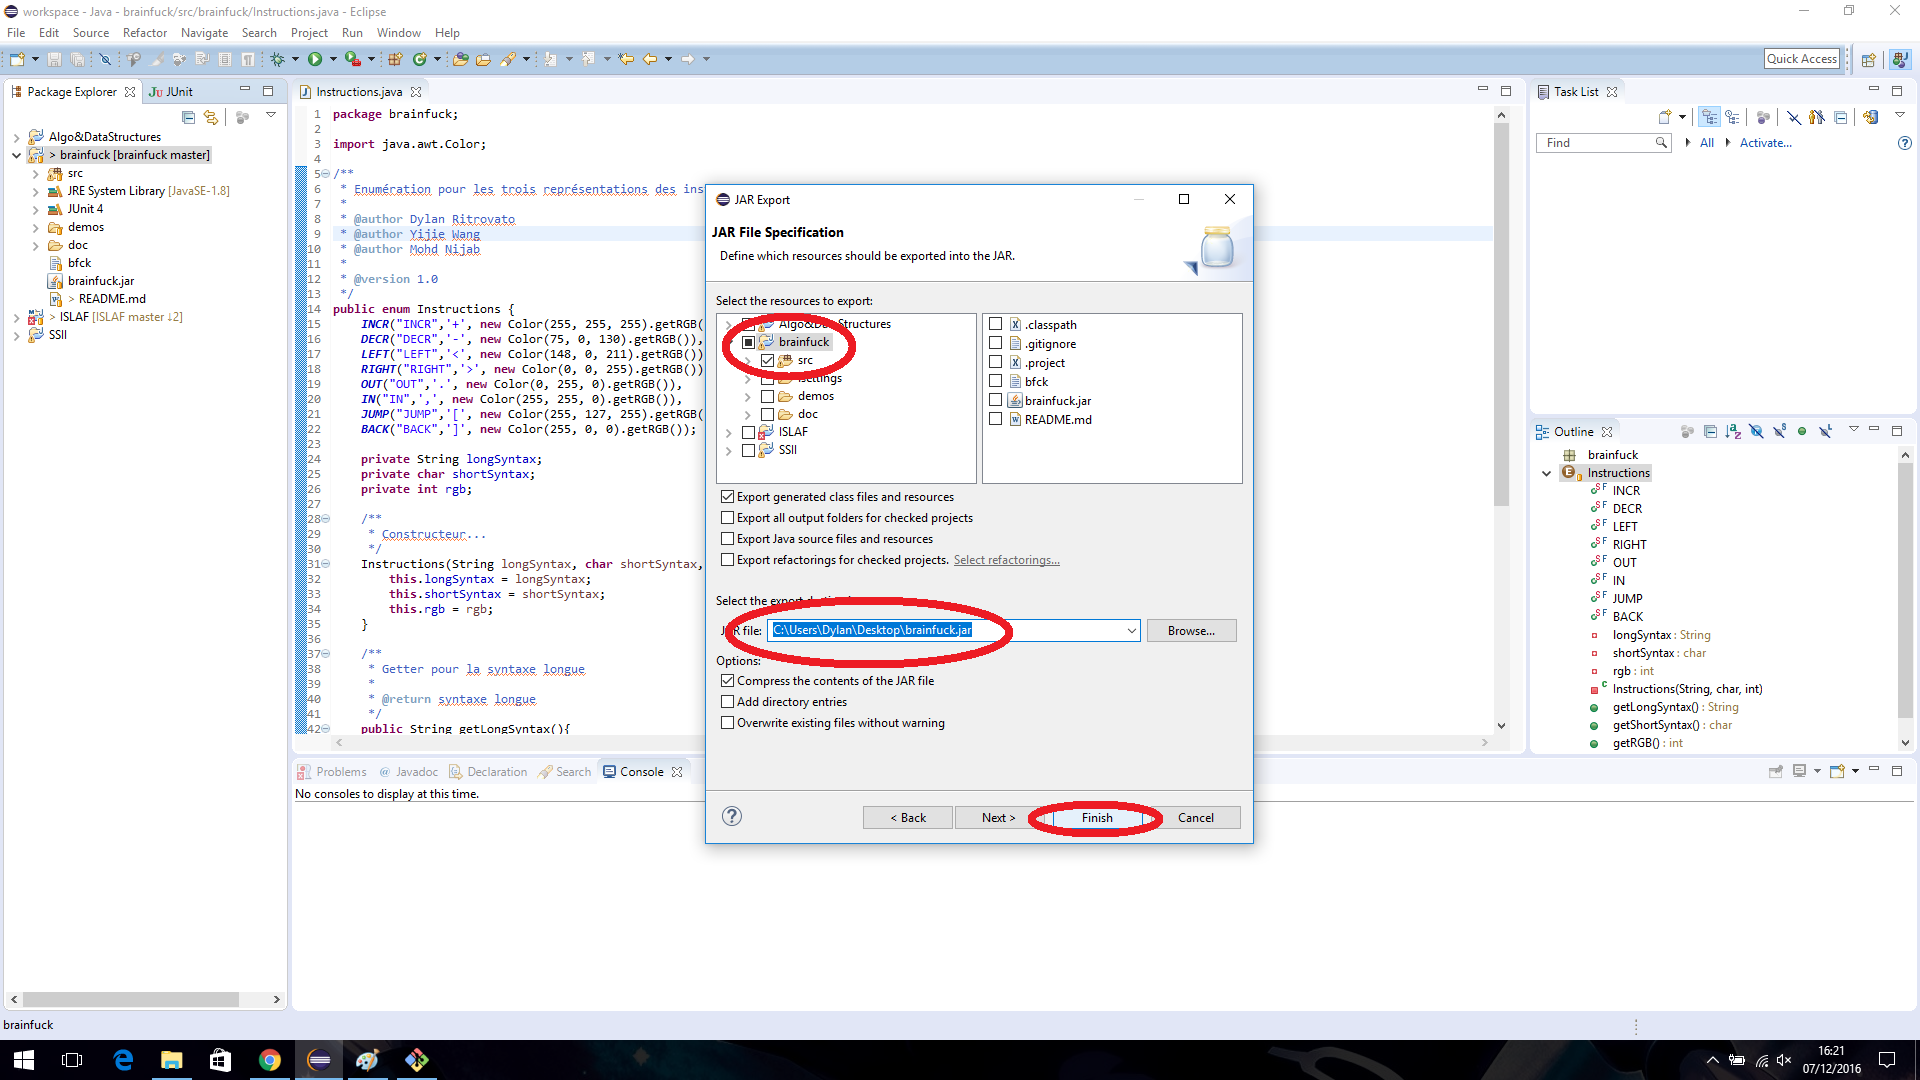 workspace - Java - brainfuck/src/brainfuck/Instructions.java - Eclipse
File Edit Source Refactor Navigate Search Project Run Window Help
Quick Access
Package Explorer
JUnit
Algo&DataStructures
> brainfuck [brainfuck master]
src
JRE System Library [JavaSE-1.8]
JUnit 4
demos
doc
bfck
brainfuck.jar
> README.md
> ISLAF [ISLAF master ↓2]
SSII
Instructions.java
1 package brainfuck;
2
3 import java.awt.Color;
4
5 /**
6 * Enumération pour les trois représentations des ins
7 *
8 * @author Dylan Ritrovato
9 * @author Yijie Wang
10 * @author Mohd Nijab
11 *
12 * @version 1.0
13 */
14 public enum Instructions {
15 INCR("INCR",'+', new Color(255, 255, 255).getRGB(
16 DECR("DECR",'-', new Color(75, 0, 130).getRGB()),
17 LEFT("LEFT",'<', new Color(148, 0, 211).getRGB())
18 RIGHT("RIGHT",'>', new Color(0, 0, 255).getRGB())
19 OUT("OUT",'.', new Color(0, 255, 0).getRGB()),
20 IN("IN",',', new Color(255, 255, 0).getRGB()),
21 JUMP("JUMP",'[', new Color(255, 127, 255).getRGB(
22 BACK("BACK",']', new Color(255, 0, 0).getRGB());
23
24 private String longSyntax;
25 private char shortSyntax;
26 private int rgb;
27
28 /**
29 * Constructeur...
30 */
31 Instructions(String longSyntax, char shortSyntax,
32 this.longSyntax = longSyntax;
33 this.shortSyntax = shortSyntax;
34 this.rgb = rgb;
35 }
36
37 /**
38 * Getter pour la syntaxe longue
39 *
40 * @return syntaxe longue
41 */
42 public String getLongSyntax(){
JAR Export
JAR File Specification
Define which resources should be exported into the JAR.
Select the resources to export:
Algo&DataStructures
brainfuck
src
.settings
demos
doc
ISLAF
SSII
.classpath
.gitignore
.project
bfck
brainfuck.jar
README.md
Export generated class files and resources
Export all output folders for checked projects
Export Java source files and resources
Export refactorings for checked projects. Select refactorings...
Select the export destination:
JAR file: C:\Users\Dylan\Desktop\brainfuck.jar Browse...
Options:
Compress the contents of the JAR file
Add directory entries
Overwrite existing files without warning
< Back Next > Finish Cancel
Task List
Find All Activate...
Outline
brainfuck
Instructions
INCR
DECR
LEFT
RIGHT
OUT
IN
JUMP
BACK
longSyntax : String
shortSyntax : char
rgb : int
Instructions(String, char, int)
getLongSyntax() : String
getShortSyntax() : char
getRGB() : int
Problems @ Javadoc Declaration Search Console
No consoles to display at this time.
brainfuck
16:21
07/12/2016